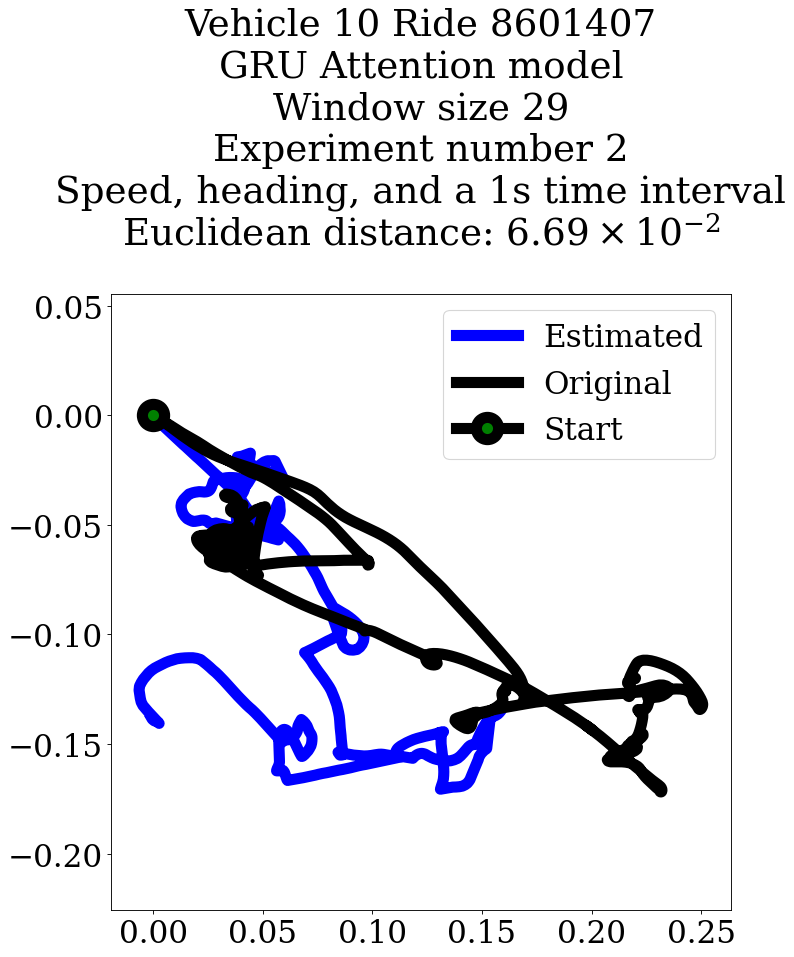 Vehicle 10 Ride 8601407
GRU Attention model
Window size 29
Experiment number 2
Speed, heading, and a 1s time interval
Euclidean distance: 6.69 × 10⁻²
0.05
0.00
−0.05
−0.10
−0.15
−0.20
Estimated
Original
Start
0.00 0.05 0.10 0.15 0.20 0.25